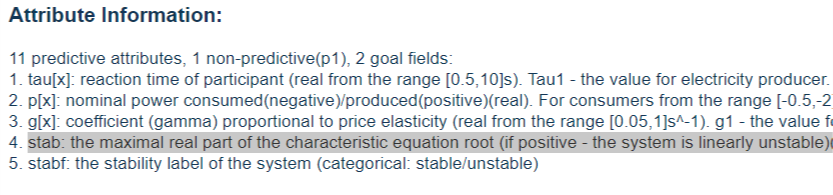 Attribute Information:
11 predictive attributes, 1 non-predictive(p1), 2 goal fields:
1. tau[x]: reaction time of participant (real from the range [0.5,10]s). Tau1 - the value for electricity producer.
2. p[x]: nominal power consumed(negative)/produced(positive)(real). For consumers from the range [-0.5,-2]
3. g[x]: coefficient (gamma) proportional to price elasticity (real from the range [0.05,1]s^-1). g1 - the value fo
4. stab: the maximal real part of the characteristic equation root (if positive - the system is linearly unstable)(
5. stabf: the stability label of the system (categorical: stable/unstable)